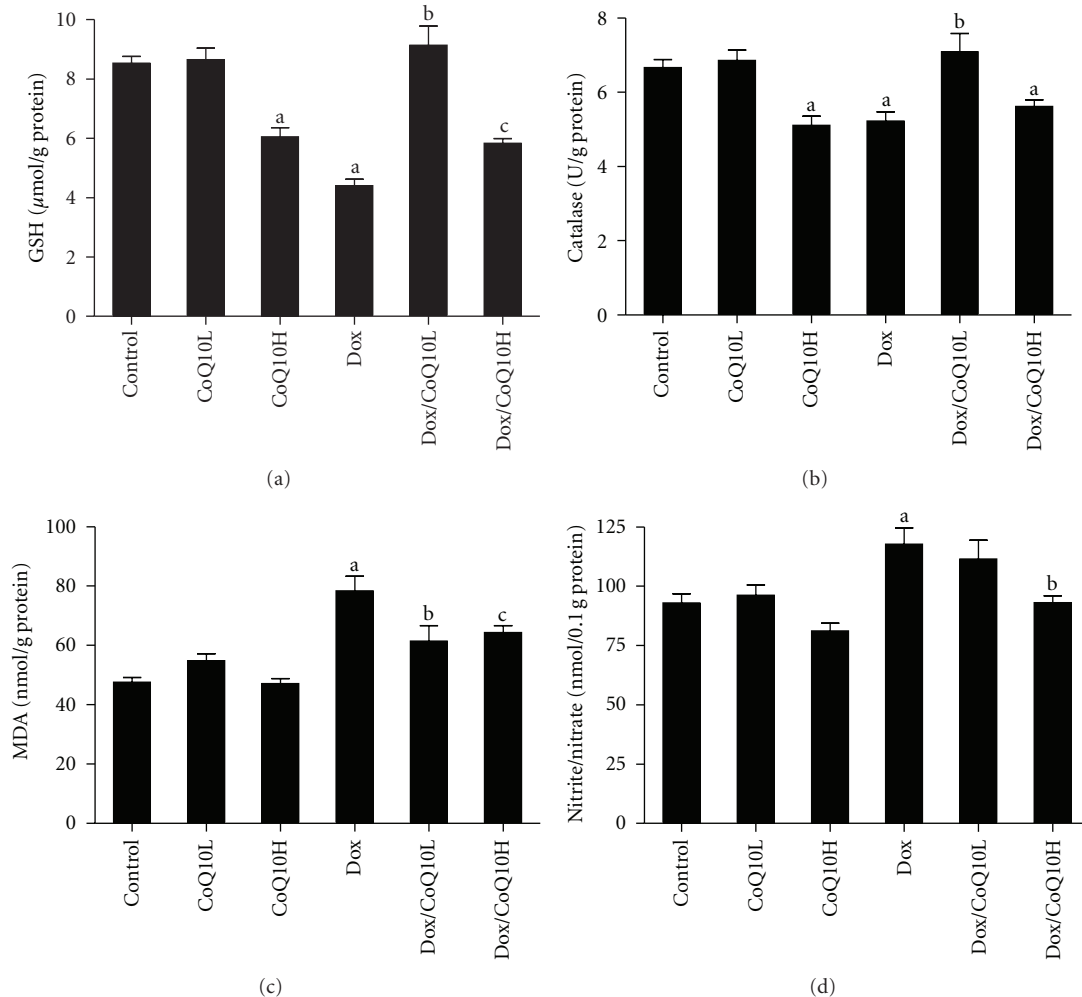 10
8
6
4
2
0
GSH (µmol/g protein)
a
a
b
c
Control
CoQ10L
CoQ10H
Dox
Dox/CoQ10L
Dox/CoQ10H
(a)
8
6
4
2
0
Catalase (U/g protein)
a
a
b
a
Control
CoQ10L
CoQ10H
Dox
Dox/CoQ10L
Dox/CoQ10H
(b)
100
80
60
40
20
0
MDA (nmol/g protein)
a
b
c
Control
CoQ10L
CoQ10H
Dox
Dox/CoQ10L
Dox/CoQ10H
(c)
125
100
75
50
25
0
Nitrite/nitrate (nmol/0.1 g protein)
a
b
Control
CoQ10L
CoQ10H
Dox
Dox/CoQ10L
Dox/CoQ10H
(d)